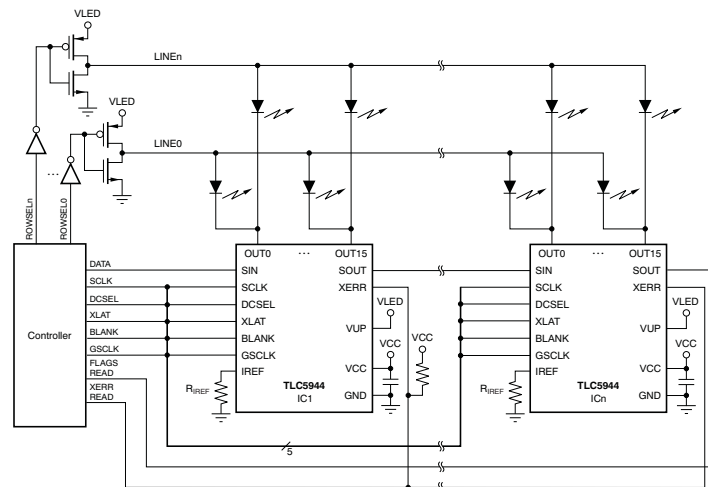 VLED
LINEn
VLED
LINE0
...
ROWSELn
ROWSEL0
OUT0 ... OUT15
OUT0 ... OUT15
Controller
DATA
SCLK
DCSEL
XLAT
BLANK
GSCLK
FLAGS
READ
XERR
READ
SIN
SCLK
DCSEL
XLAT
BLANK
GSCLK
IREF
SOUT
XERR
VUP
VCC
GND
TLC5944
IC1
RIREF
VLED
VCC
VCC
5
SIN
SCLK
DCSEL
XLAT
BLANK
GSCLK
IREF
SOUT
XERR
VUP
VCC
GND
TLC5944
ICn
RIREF
VLED
VCC